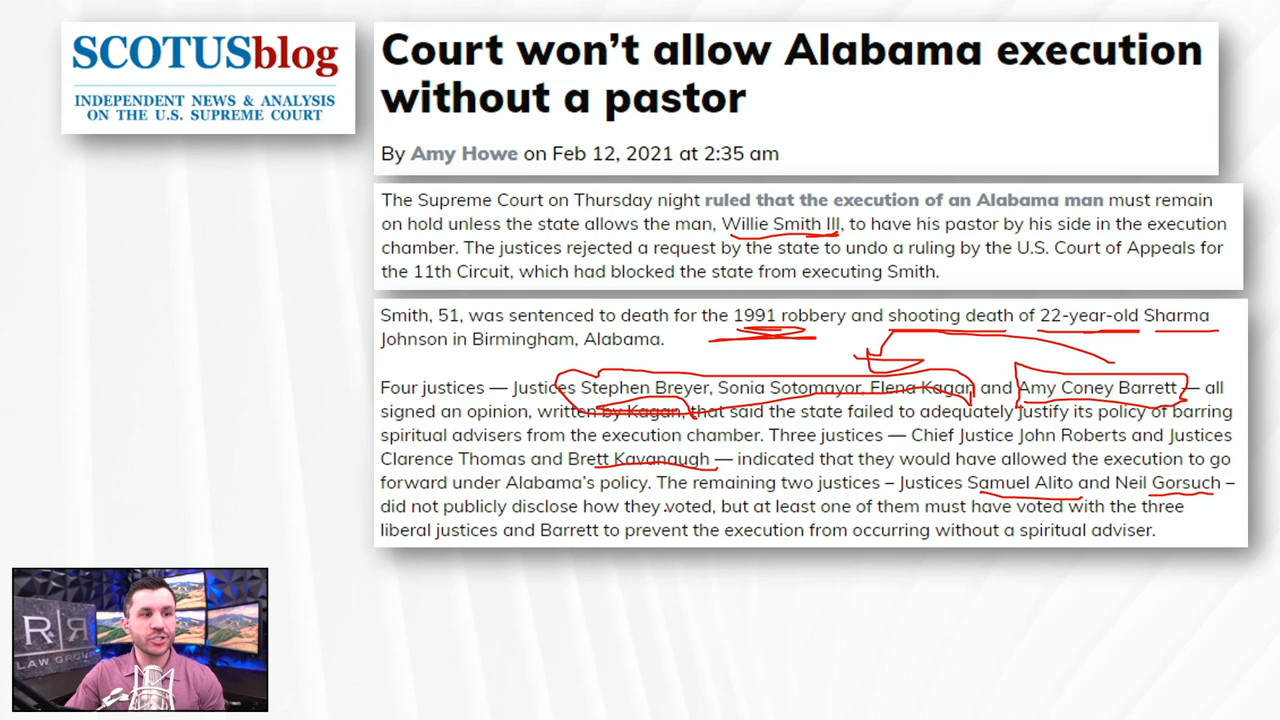 SCOTUSblog
INDEPENDENT NEWS & ANALYSIS
ON THE U.S. SUPREME COURT
Court won't allow Alabama execution
without a pastor
By Amy Howe on Feb 12, 2021 at 2:35 am
The Supreme Court on Thursday night ruled that the execution of an Alabama man must remain
on hold unless the state allows the man, Willie Smith III, to have his pastor by his side in the execution
chamber. The justices rejected a request by the state to undo a ruling by the U.S. Court of Appeals for
the 11th Circuit, which had blocked the state from executing Smith.
Smith, 51, was sentenced to death for the 1991 robbery and shooting death of 22-year-old Sharma
Johnson in Birmingham, Alabama.
Four justices — Justices Stephen Breyer, Sonia Sotomayor, Elena Kagan and Amy Coney Barrett — all
signed an opinion, written by Kagan, that said the state failed to adequately justify its policy of barring
spiritual advisers from the execution chamber. Three justices — Chief Justice John Roberts and Justices
Clarence Thomas and Brett Kavanaugh — indicated that they would have allowed the execution to go
forward under Alabama's policy. The remaining two justices – Justices Samuel Alito and Neil Gorsuch –
did not publicly disclose how they voted, but at least one of them must have voted with the three
liberal justices and Barrett to prevent the execution from occurring without a spiritual adviser.
R|R
LAW GROUP